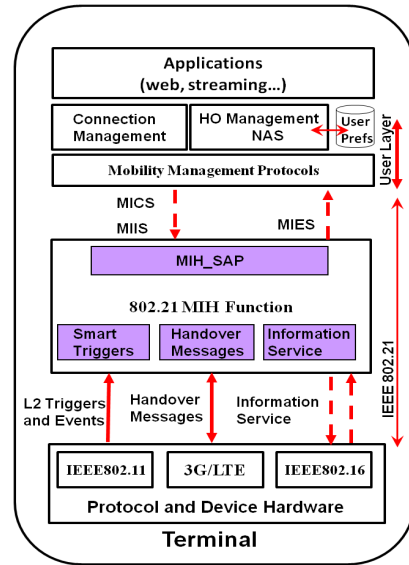 Applications
(web, streaming...)
Connection
Management
HO Management
NAS
User
Prefs
User Layer
Mobility Management Protocols
MICS
MIIS
MIES
MIH_SAP
802.21 MIH Function
Smart
Triggers
Handover
Messages
Information
Service
IEEE 802.21
L2 Triggers
and Events
Handover
Messages
Information
Service
IEEE802.11
3G/LTE
IEEE802.16
Protocol and Device Hardware
Terminal